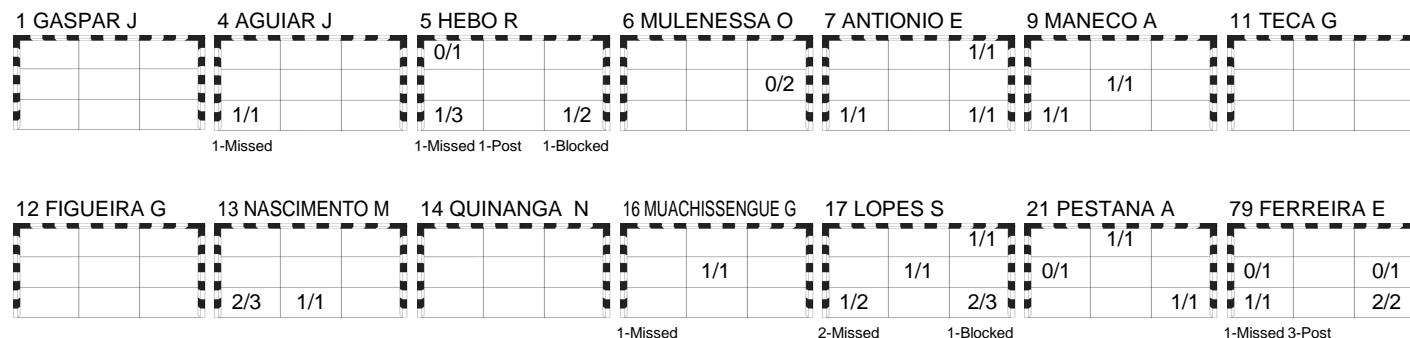 1 GASPAR J 4 AGUIAR J 5 HEBO R 6 MULENESSA O 7 ANTIONIO E 9 MANECO A 11 TECA G
0/1 1/1
0/2 1/1
1/1 1/3 1/2 1/1 1/1 1/1
1-Missed 1-Missed 1-Post 1-Blocked
12 FIGUEIRA G 13 NASCIMENTO M 14 QUINANGA N 16 MUACHISSENGUE G 17 LOPES S 21 PESTANA A 79 FERREIRA E
1/1 1/1
1/1 1/1 0/1 0/1 0/1
2/3 1/1 1/2 2/3 1/1 1/1 2/2
1-Missed 2-Missed 1-Blocked 1-Missed 3-Post